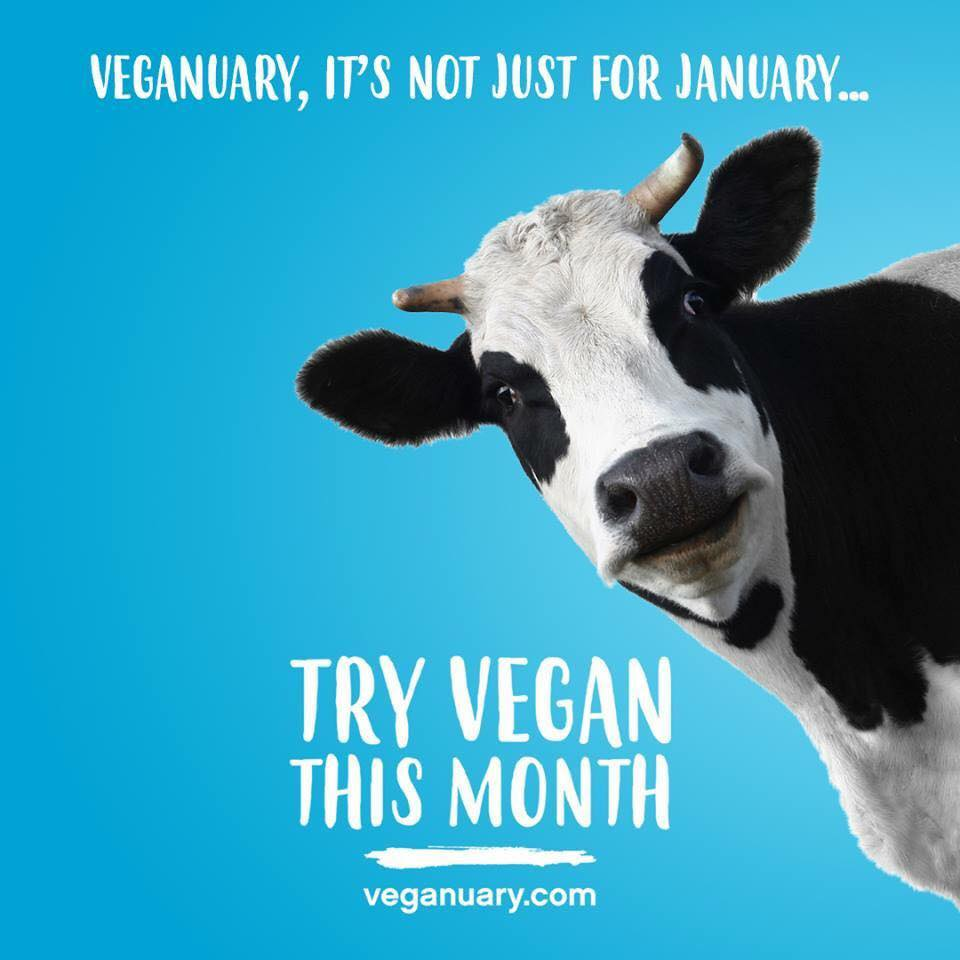 VEGANUARY, IT'S NOT JUST FOR JANUARY...
TRY VEGAN
THIS MONTH
veganuary.com